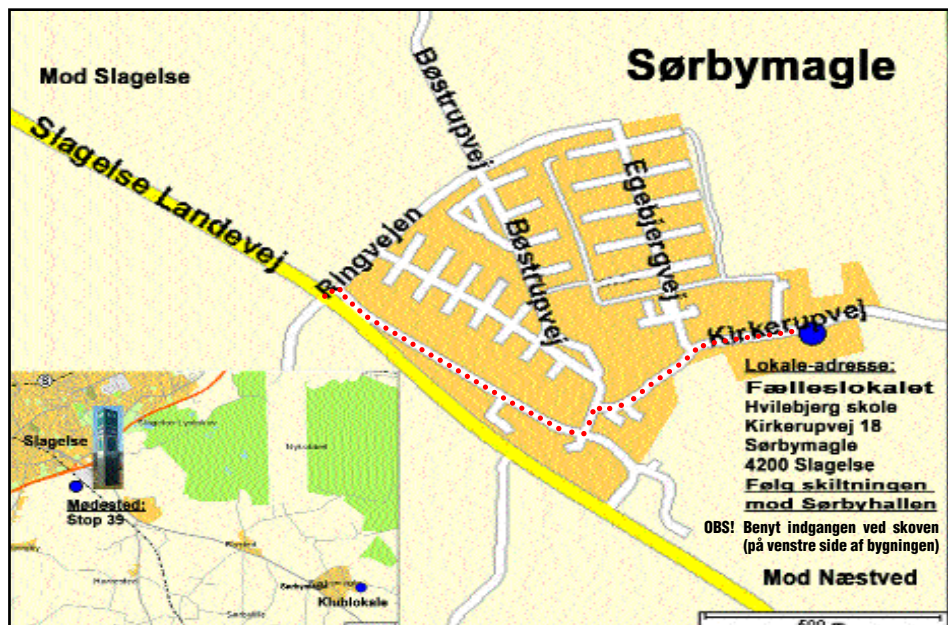 Sørbymagle
Mod Slagelse
Bøstrupvej
Slagelse Landevej
Ringvejen
Egebjergvej
Bøstrupvej
Kirkerupvej
Lokale-adresse:
Fælleslokalet
Hvilebjerg skole
Kirkerupvej 18
Sørbymagle
4200 Slagelse
Følg skiltningen
mod Sørbyhallen
OBS! Benyt indgangen ved skoven
(på venstre side af bygningen)
Mod Næstved
S
Slagelse
Mødested:
Stop 39
Klublokale